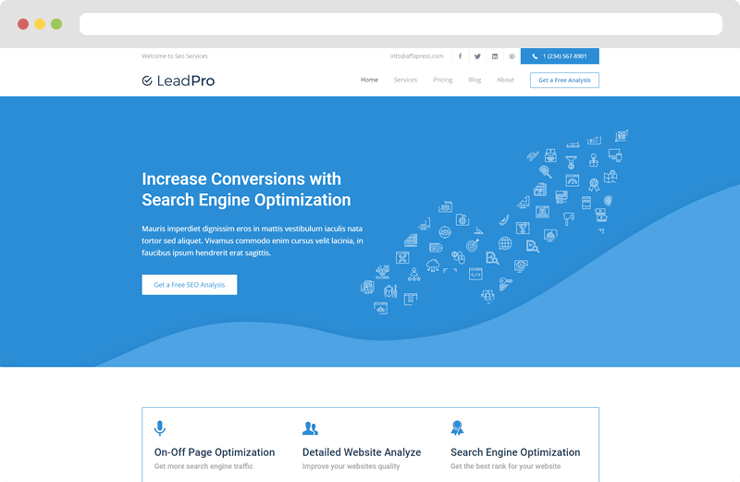 Welcome to Seo Services
info@affapress.com
1 (234) 567-8901
LeadPro
Home Services Pricing Blog About
Get a Free Analysis
Increase Conversions with
Search Engine Optimization
Mauris imperdiet dignissim eros in mattis vestibulum iaculis nata
tortor sed aliquet. Vivamus commodo enim cursus velit lacinia, in
faucibus ipsum hendrerit erat sagittis.
Get a Free SEO Analysis
On-Off Page Optimization
Get more search engine traffic
Detailed Website Analyze
Improve your websites quality
Search Engine Optimization
Get the best rank for your website